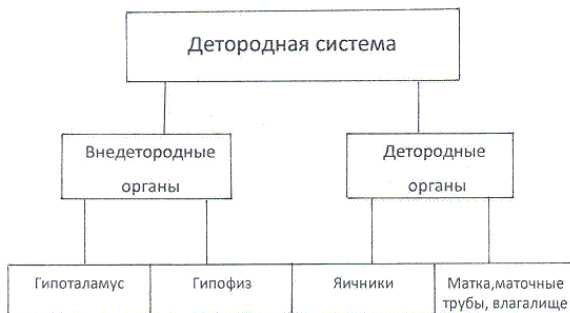 Детородная система
Внедетородные
органы
Детородные
органы
Гипоталамус
Гипофиз
Яичники
Матка,маточные
трубы, влагалище